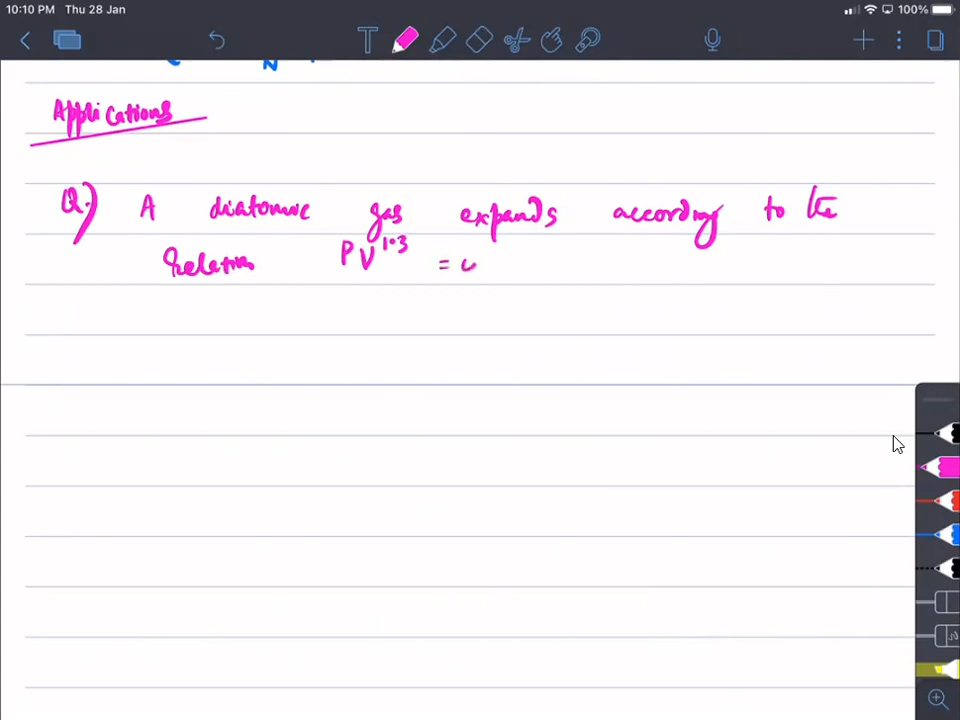 10:10 PM Thu 28 Jan 100%
Applications
Q.) A diatomic gas expands according to the
relation PV^1.3 = c